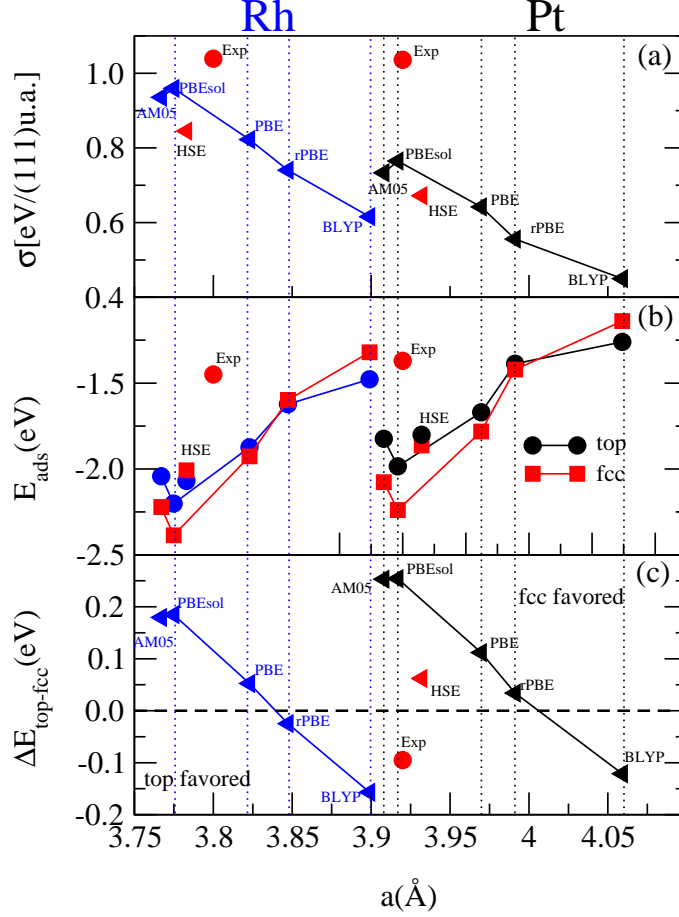 Rh Pt
(a)
Exp Exp
1.0
PBEsol
AM05
HSE
PBE
rPBE
BLYP
PBEsol
AM05
HSE
PBE
rPBE
BLYP
0.8
0.6
0.4
σ[eV/(111)u.a.]
(b)
Exp Exp
-1.5
HSE HSE
top
fcc
-2.0
-2.5
E_ads(eV)
(c)
AM05 PBEsol
fcc favored
PBEsol
AM05
PBE
rPBE
BLYP
PBE
HSE
rPBE
Exp
BLYP
top favored
0.2
0.1
0.0
-0.1
-0.2
ΔE_top-fcc(eV)
3.75 3.8 3.85 3.9 3.95 4 4.05
a(Å)